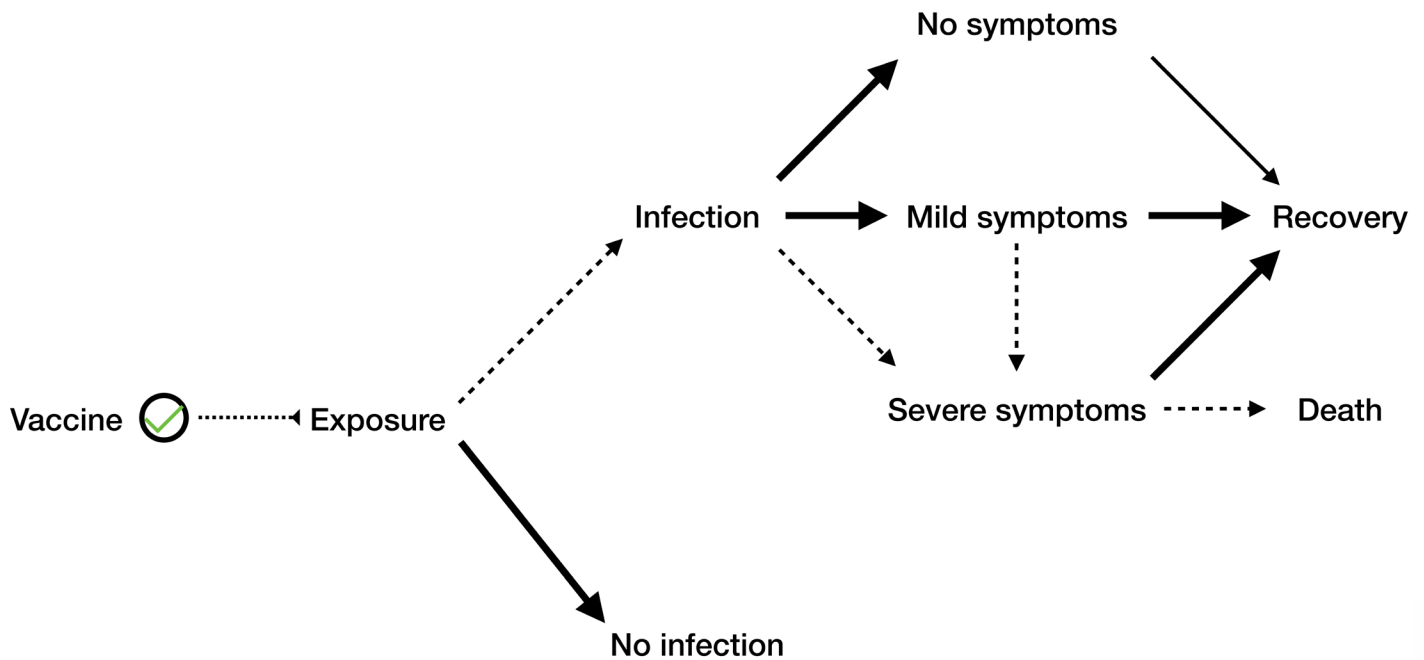 No symptoms
Infection
Mild symptoms
Recovery
Vaccine
Exposure
Severe symptoms
Death
No infection